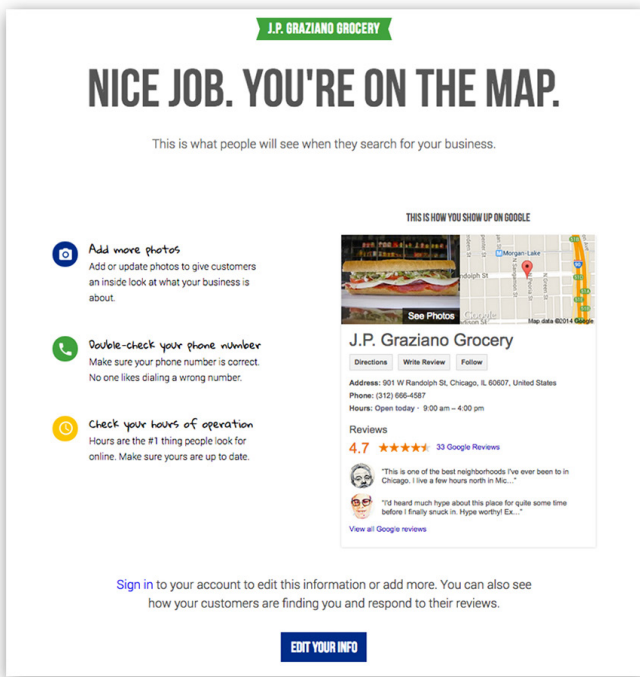 J.P. GRAZIANO GROCERY
NICE JOB. YOU'RE ON THE MAP.
This is what people will see when they search for your business.
Add more photos
Add or update photos to give customers
an inside look at what your business is
about.
Double-check your phone number
Make sure your phone number is correct.
No one likes dialing a wrong number.
Check your hours of operation
Hours are the #1 thing people look for
online. Make sure yours are up to date.
THIS IS HOW YOU SHOW UP ON GOOGLE
See Photos
Morgan-Lake
ndolph St
N Sangamon St
N Peoria St
N Green St
90
Google
Map data ©2014 Google
J.P. Graziano Grocery
Directions Write Review Follow
Address: 901 W Randolph St, Chicago, IL 60607, United States
Phone: (312) 666-4587
Hours: Open today · 9:00 am – 4:00 pm
Reviews
4.7 33 Google Reviews
"This is one of the best neighborhoods I've ever been to in
Chicago. I live a few hours north in Mic..."
"I'd heard much hype about this place for quite some time
before I finally snuck in. Hype worthy! Ex..."
View all Google reviews
Sign in to your account to edit this information or add more. You can also see
how your customers are finding you and respond to their reviews.
EDIT YOUR INFO